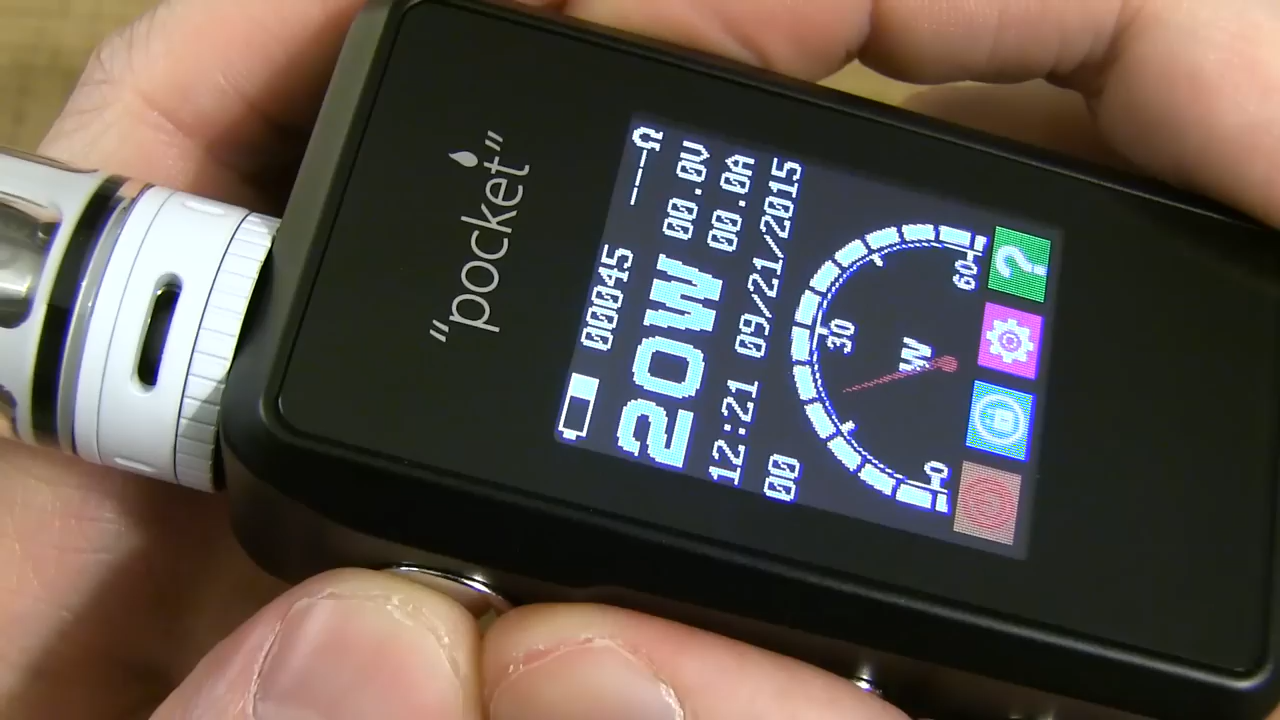 "pocket"
00045 ---Ω
20W 00.0V
00.0A
12:21 09/21/2015
00
0 30 60
W
?